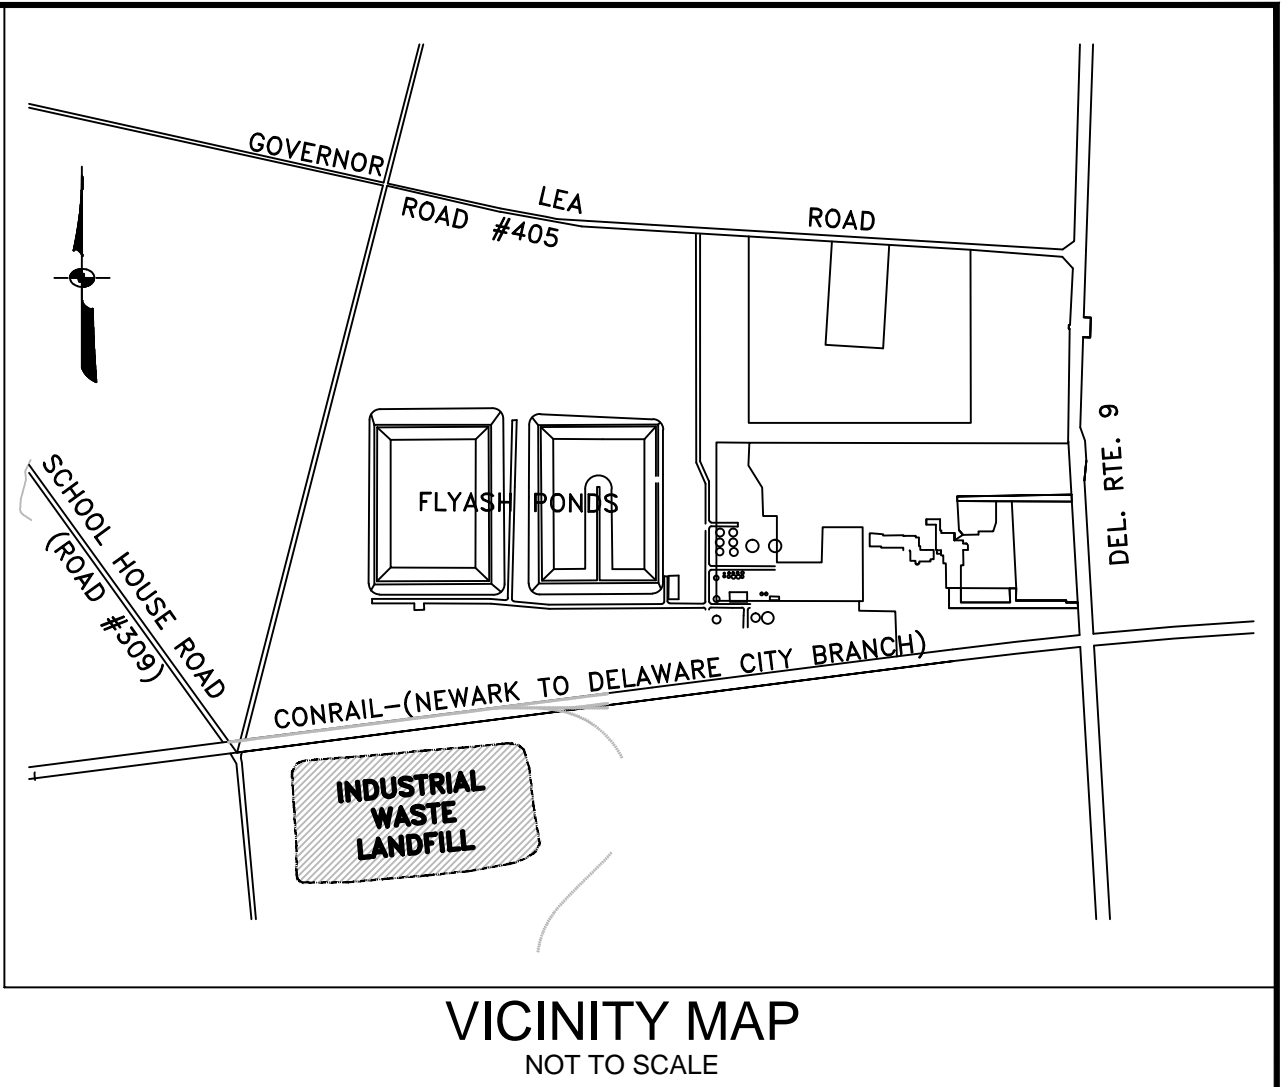 GOVERNOR LEA ROAD
ROAD #405
DEL. RTE. 9
SCHOOL HOUSE ROAD
(ROAD #309)
FLYASH PONDS
CONRAIL-(NEWARK TO DELAWARE CITY BRANCH)
INDUSTRIAL
WASTE
LANDFILL
VICINITY MAP
NOT TO SCALE